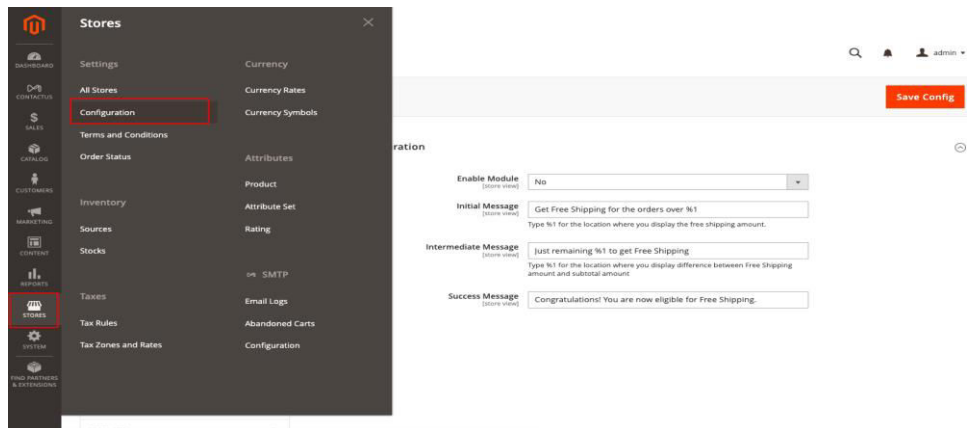 DASHBOARD
CONTACTUS
SALES
CATALOG
CUSTOMERS
MARKETING
CONTENT
REPORTS
STORES
SYSTEM
FIND PARTNERS
& EXTENSIONS
Stores
Settings
All Stores
Configuration
Terms and Conditions
Order Status
Inventory
Sources
Stocks
Taxes
Tax Rules
Tax Zones and Rates
Currency
Currency Rates
Currency Symbols
Attributes
Product
Attribute Set
Rating
SMTP
Email Logs
Abandoned Carts
Configuration
admin
Save Config
ration
Enable Module
[store view]
No
Initial Message
[store view]
Get Free Shipping for the orders over %1
Type %1 for the location where you display the free shipping amount.
Intermediate Message
[store view]
Just remaining %1 to get Free Shipping
Type %1 for the location where you display difference between Free Shipping
amount and subtotal amount
Success Message
[store view]
Congratulations! You are now eligible for Free Shipping.